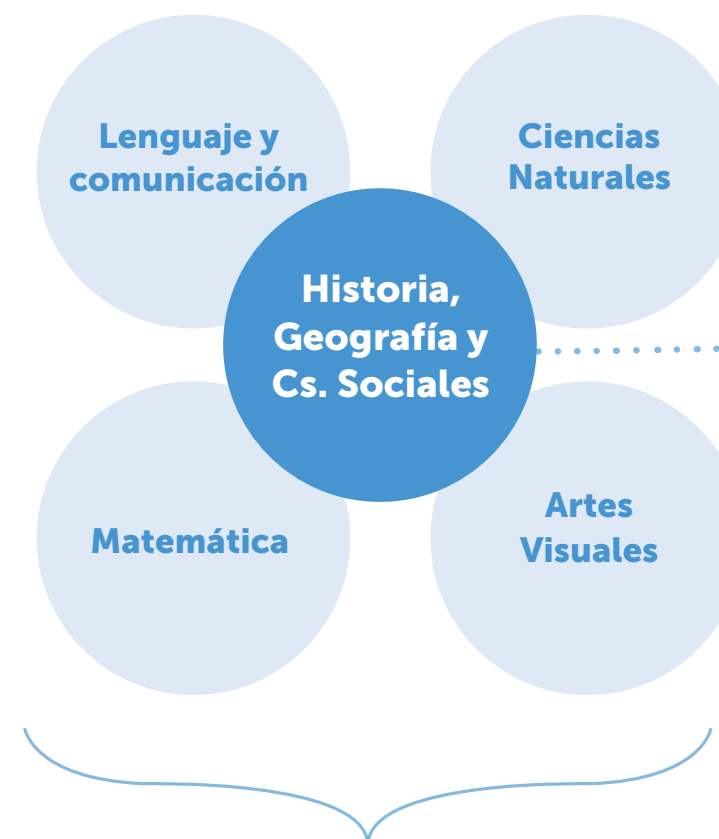 Lenguaje y
comunicación
Ciencias
Naturales
Historia,
Geografía y
Cs. Sociales
Matemática
Artes
Visuales